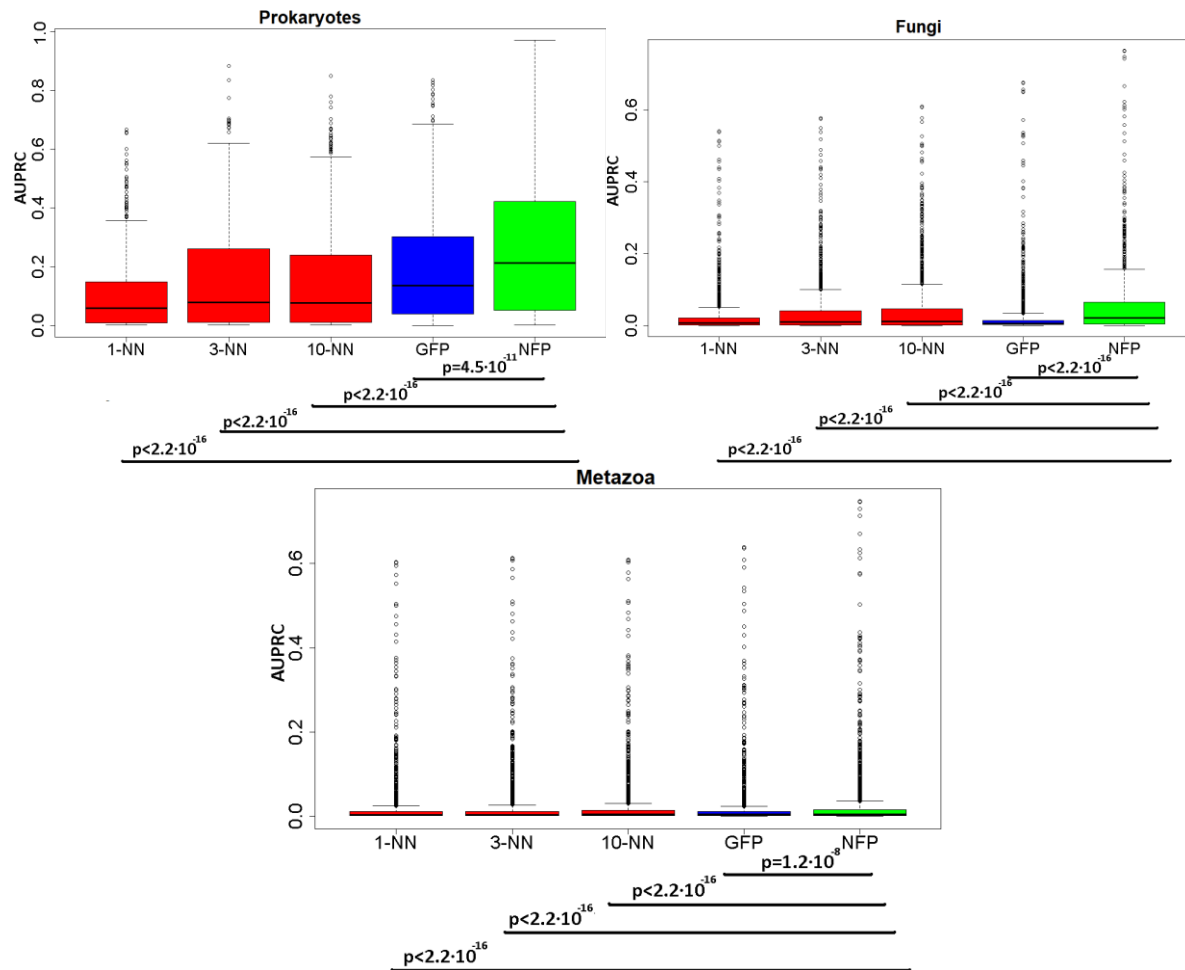 Prokaryotes
AUPRC
1.0
0.8
0.6
0.4
0.2
0.0
1-NN 3-NN 10-NN GFP NFP
p=4.5·10-11
p<2.2·10-16
p<2.2·10-16
p<2.2·10-16
Fungi
AUPRC
0.6
0.4
0.2
0.0
1-NN 3-NN 10-NN GFP NFP
p<2.2·10-16
p<2.2·10-16
p<2.2·10-16
p<2.2·10-16
Metazoa
AUPRC
0.6
0.4
0.2
0.0
1-NN 3-NN 10-NN GFP NFP
p=1.2·10-8
p<2.2·10-16
p<2.2·10-16
p<2.2·10-16